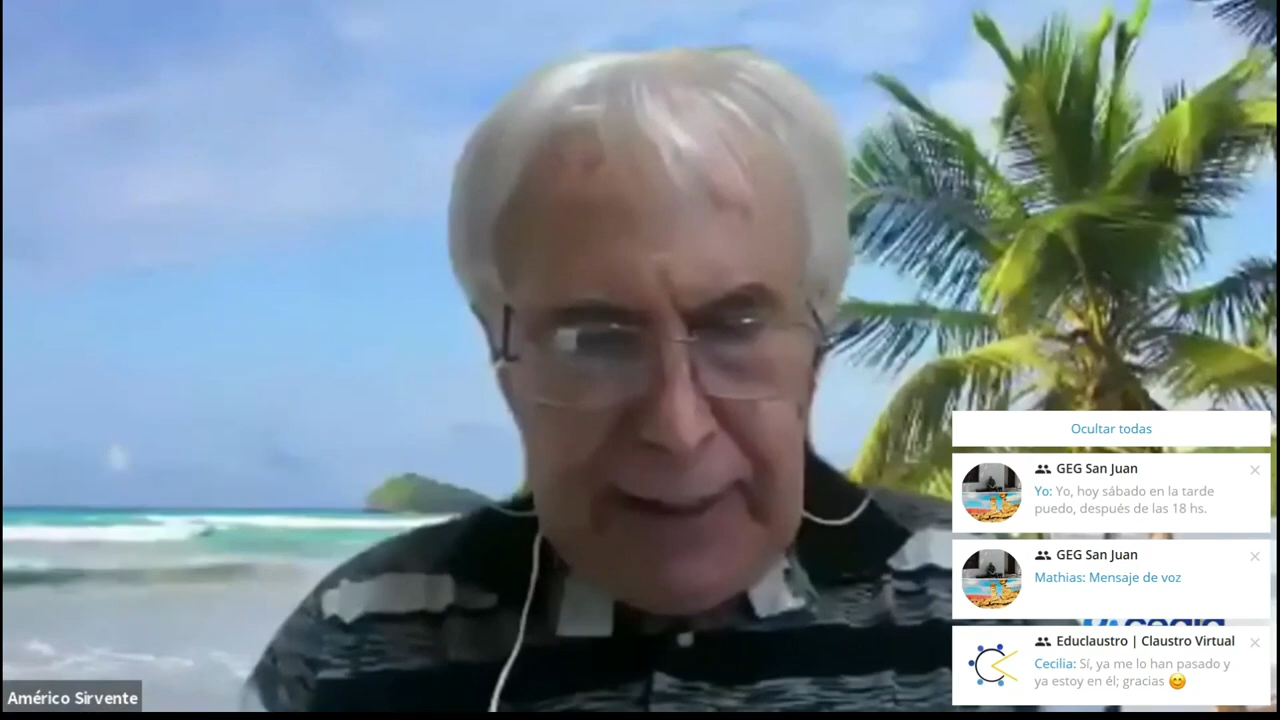 Ocultar todas
GEG San Juan
Yo: Yo, hoy sábado en la tarde
puedo, después de las 18 hs.
GEG San Juan
Mathias: Mensaje de voz
Educlaustro | Claustro Virtual
Cecilia: Sí, ya me lo han pasado y
ya estoy en él; gracias 😊
Américo Sirvente